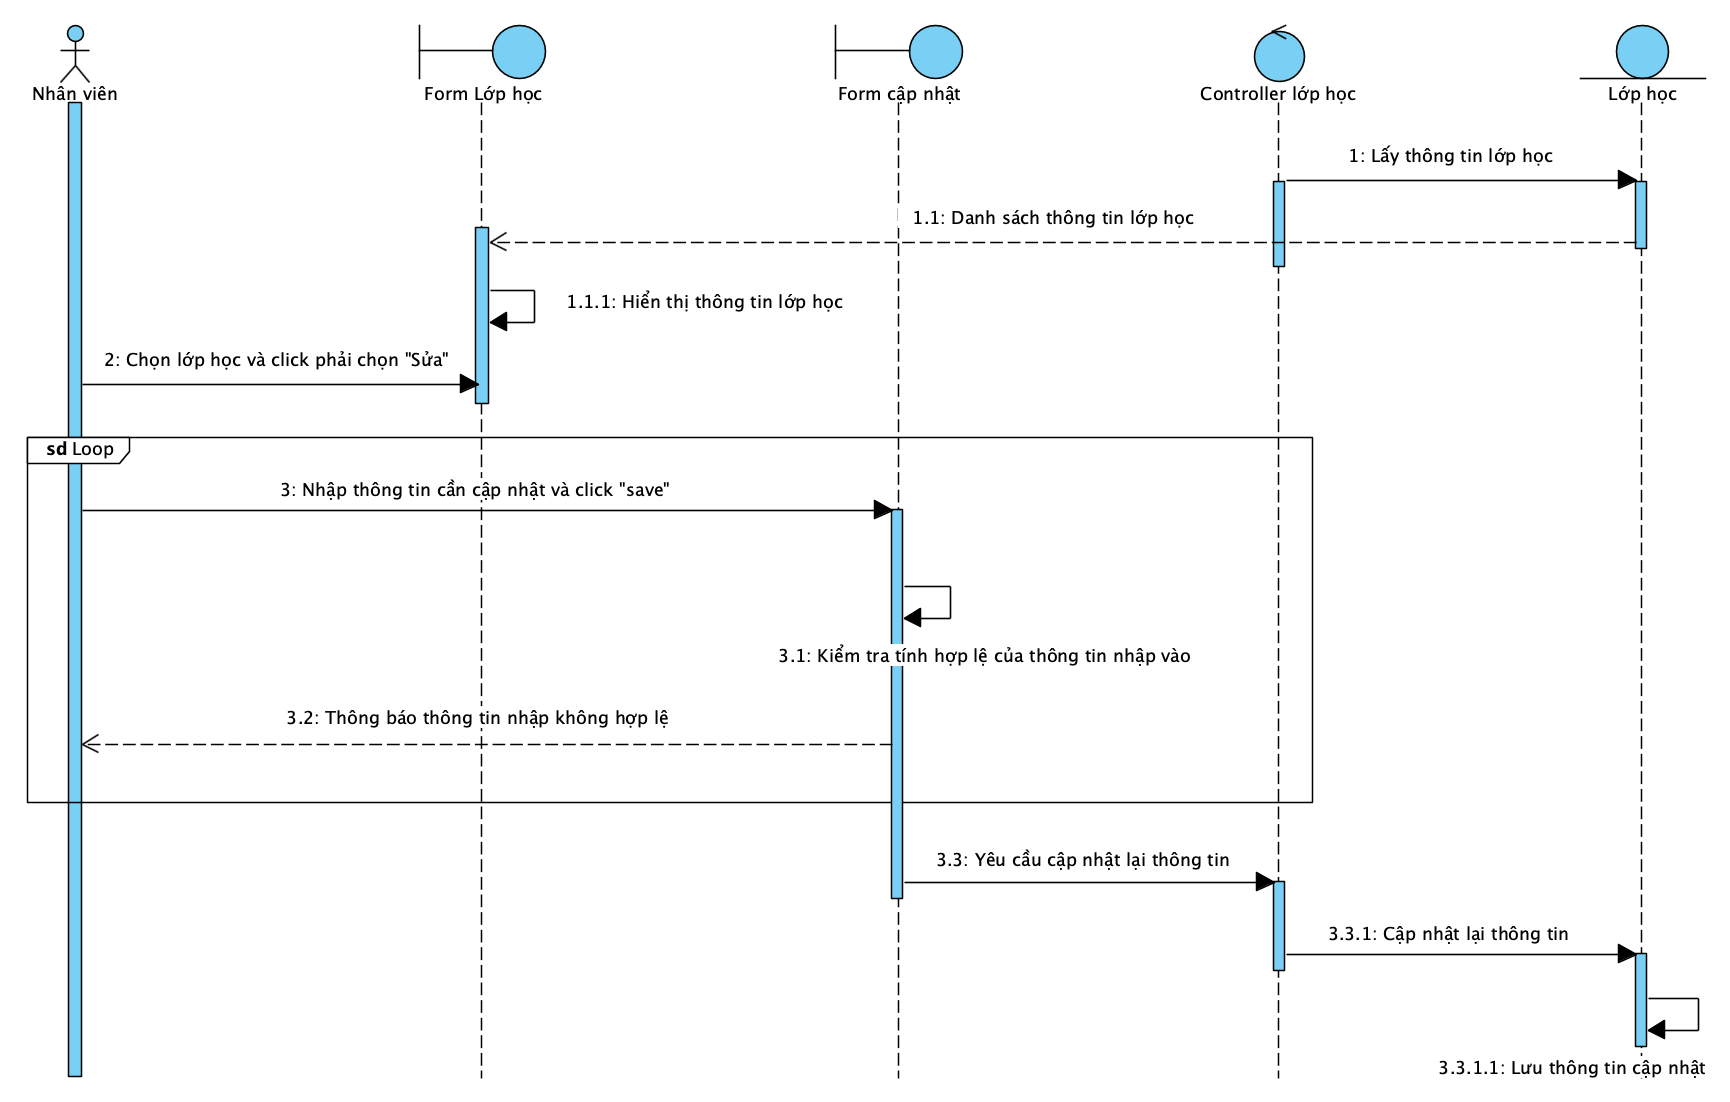 Nhân viên
Form Lớp học
Form cập nhật
Controller lớp học
Lớp học
1: Lấy thông tin lớp học
1.1: Danh sách thông tin lớp học
1.1.1: Hiển thị thông tin lớp học
2: Chọn lớp học và click phải chọn "Sửa"
sd Loop
3: Nhập thông tin cần cập nhật và click "save"
3.1: Kiểm tra tính hợp lệ của thông tin nhập vào
3.2: Thông báo thông tin nhập không hợp lệ
3.3: Yêu cầu cập nhật lại thông tin
3.3.1: Cập nhật lại thông tin
3.3.1.1: Lưu thông tin cập nhật